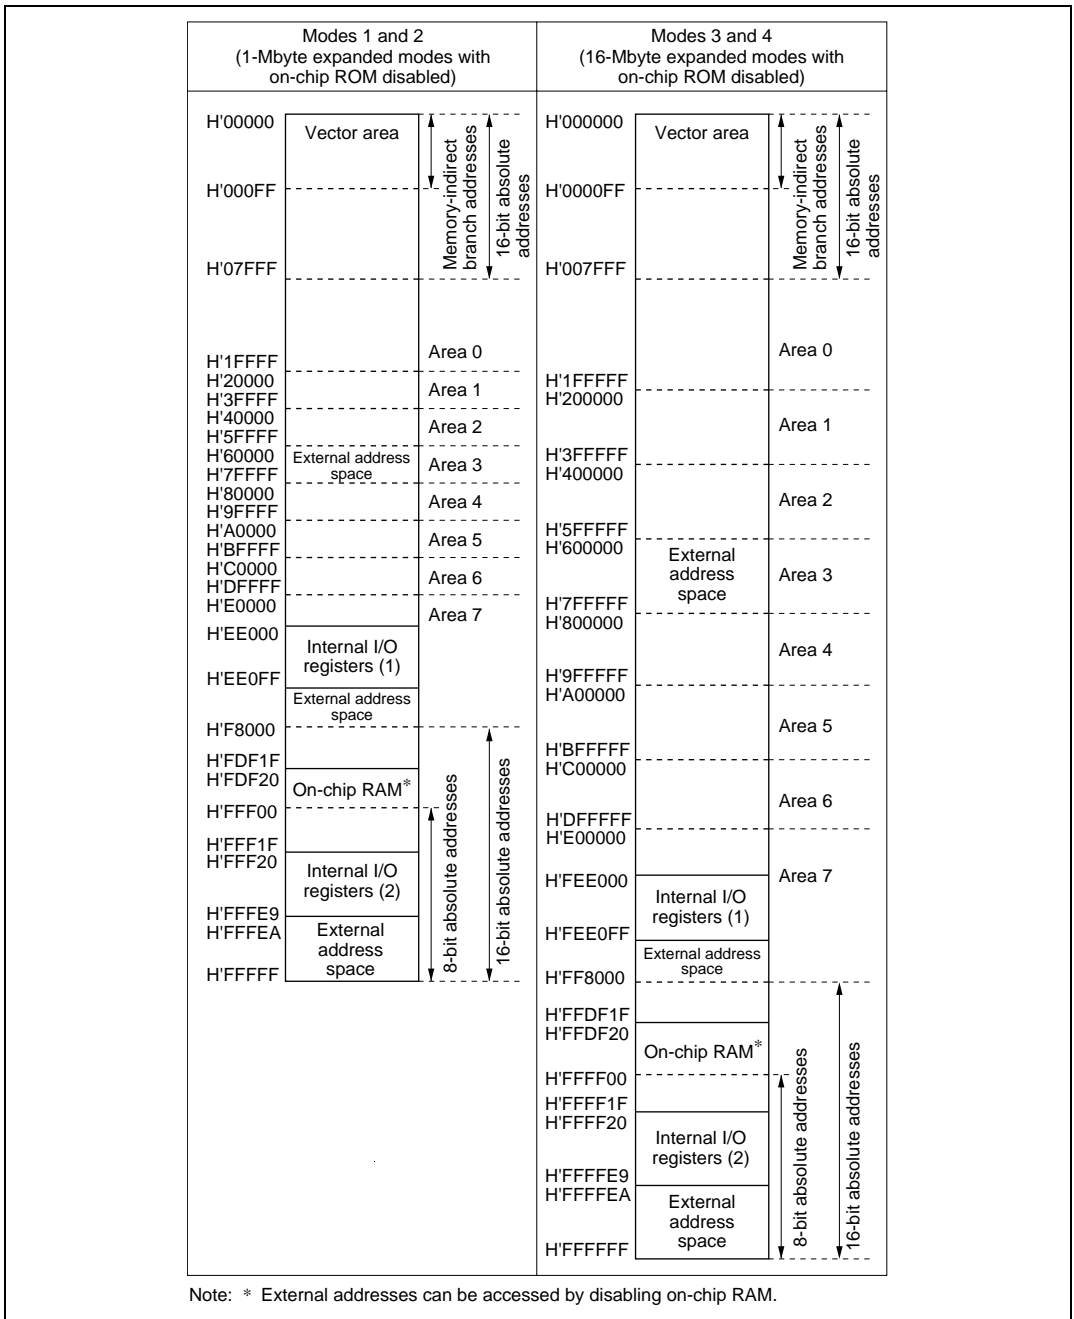 Modes 1 and 2
(1-Mbyte expanded modes with
on-chip ROM disabled)
H'00000
Vector area
H'000FF
H'07FFF
Memory-indirect
branch addresses
16-bit absolute
addresses
H'1FFFF
Area 0
H'20000
H'3FFFF
Area 1
H'40000
H'5FFFF
Area 2
H'60000
H'7FFFF
External address
space
Area 3
H'80000
H'9FFFF
Area 4
H'A0000
H'BFFFF
Area 5
H'C0000
H'DFFFF
Area 6
H'E0000
Area 7
H'EE000
Internal I/O
registers (1)
H'EE0FF
External address
space
H'F8000
H'FDF1F
H'FDF20
On-chip RAM*
H'FFF00
H'FFF1F
H'FFF20
Internal I/O
registers (2)
H'FFFE9
H'FFFEA
External
address
space
H'FFFFF
8-bit absolute addresses
16-bit absolute addresses
Modes 3 and 4
(16-Mbyte expanded modes with
on-chip ROM disabled)
H'000000
Vector area
H'0000FF
H'007FFF
Memory-indirect
branch addresses
16-bit absolute
addresses
Area 0
H'1FFFFF
H'200000
Area 1
H'3FFFFF
H'400000
Area 2
H'5FFFFF
H'600000
External
address
space
Area 3
H'7FFFFF
H'800000
Area 4
H'9FFFFF
H'A00000
Area 5
H'BFFFFF
H'C00000
Area 6
H'DFFFFF
H'E00000
Area 7
H'FEE000
Internal I/O
registers (1)
H'FEE0FF
External address
space
H'FF8000
H'FFDF1F
H'FFDF20
On-chip RAM*
H'FFFF00
H'FFFF1F
H'FFFF20
Internal I/O
registers (2)
H'FFFFE9
H'FFFFEA
External
address
space
H'FFFFFF
8-bit absolute addresses
16-bit absolute addresses
Note: * External addresses can be accessed by disabling on-chip RAM.